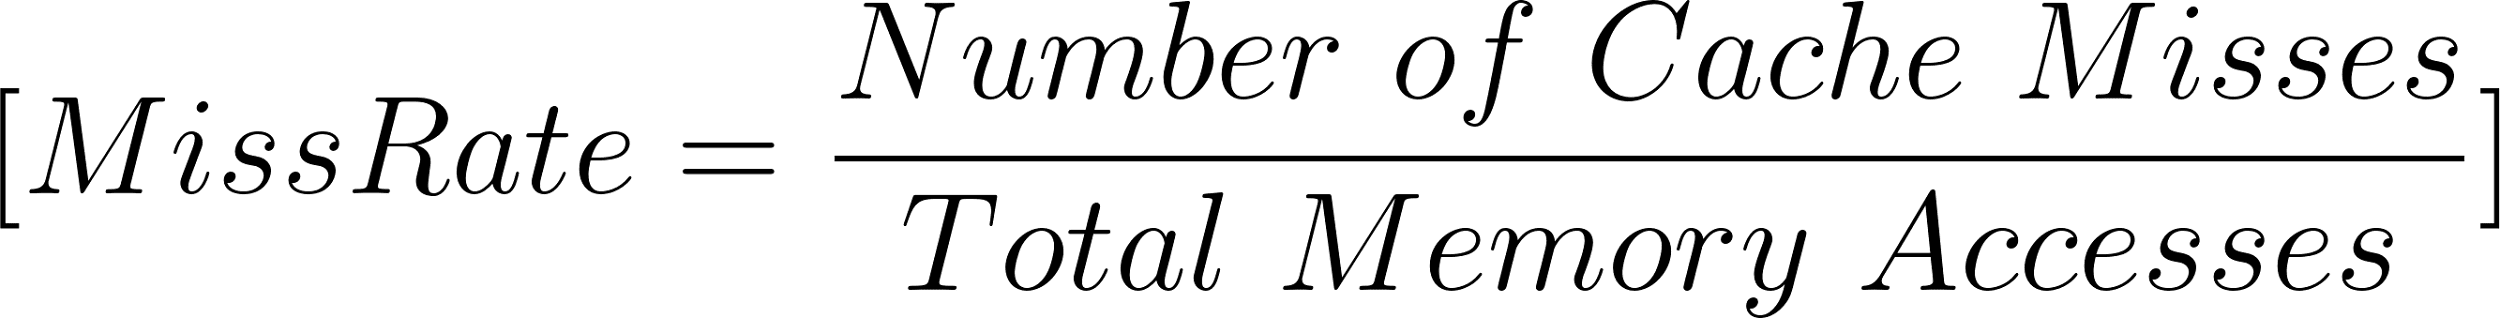 [MissRate = Number of Cache Misses
Total Memory Accesses]